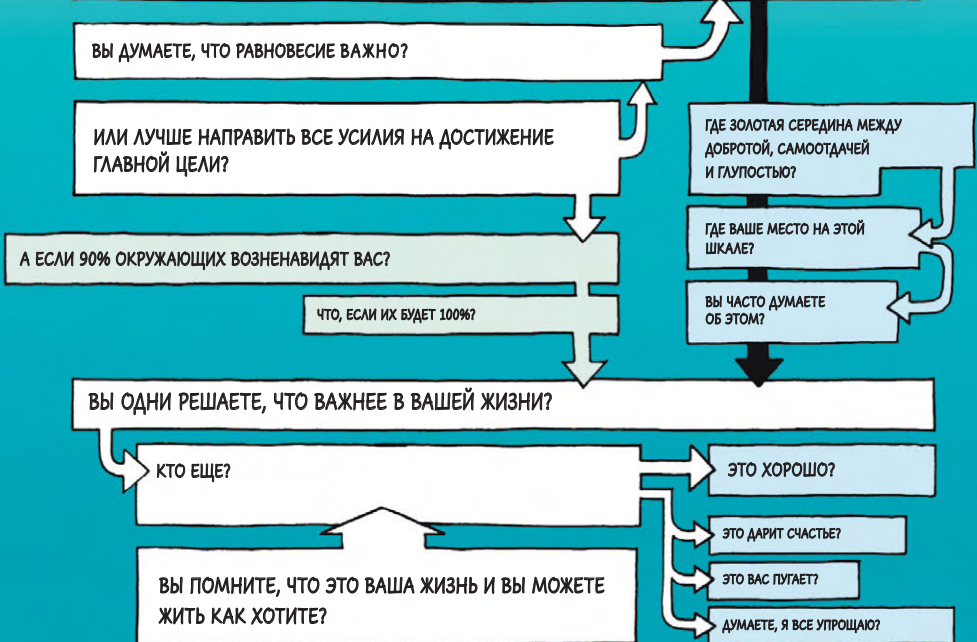 ВЫ ДУМАЕТЕ, ЧТО РАВНОВЕСИЕ ВАЖНО?
ИЛИ ЛУЧШЕ НАПРАВИТЬ ВСЕ УСИЛИЯ НА ДОСТИЖЕНИЕ
ГЛАВНОЙ ЦЕЛИ?
ГДЕ ЗОЛОТАЯ СЕРЕДИНА МЕЖДУ
ДОБРОТОЙ, САМООТДАЧЕЙ
И ГЛУПОСТЬЮ?
ГДЕ ВАШЕ МЕСТО НА ЭТОЙ
ШКАЛЕ?
А ЕСЛИ 90% ОКРУЖАЮЩИХ ВОЗНЕНАВИДЯТ ВАС?
ЧТО, ЕСЛИ ИХ БУДЕТ 100%?
ВЫ ЧАСТО ДУМАЕТЕ
ОБ ЭТОМ?
ВЫ ОДНИ РЕШАЕТЕ, ЧТО ВАЖНЕЕ В ВАШЕЙ ЖИЗНИ?
КТО ЕЩЕ?
ЭТО ХОРОШО?
ЭТО ДАРИТ СЧАСТЬЕ?
ЭТО ВАС ПУГАЕТ?
ДУМАЕТЕ, Я ВСЕ УПРОЩАЮ?
ВЫ ПОМНИТЕ, ЧТО ЭТО ВАША ЖИЗНЬ И ВЫ МОЖЕТЕ
ЖИТЬ КАК ХОТИТЕ?